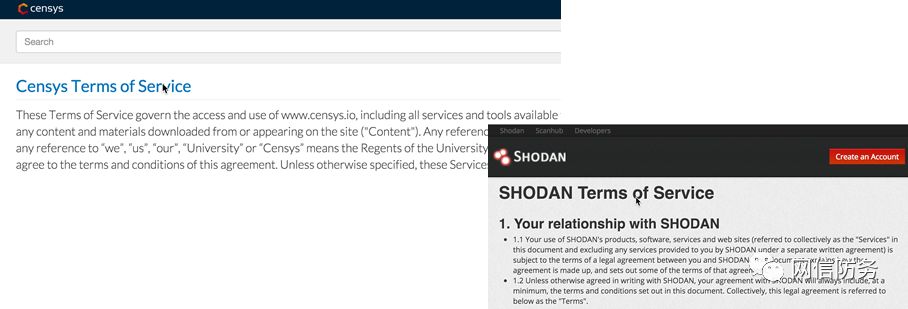 censys
Search
Censys Terms of Service
These Terms of Service govern the access and use of www.censys.io, including all services and tools available
any content and materials downloaded from or appearing on the site ("Content"). Any referenc
any reference to "we", "us", "our", "University" or "Censys" means the Regents of the University
agree to the terms and conditions of this agreement. Unless otherwise specified, these Services
Shodan Scanhub Developers
SHODAN
Create an Account
SHODAN Terms of Service
1. Your relationship with SHODAN
• 1.1 Your use of SHODAN's products, software, services and web sites (referred to collectively as the "Services" in
this document and excluding any services provided to you by SHODAN under a separate written agreement) is
subject to the terms of a legal agreement between you and SHODAN.
agreement is made up, and sets out some of the terms of that
• 1.2 Unless otherwise agreed in writing with SHODAN, your agreement with SHODAN will always include, at a
minimum, the terms and conditions set out in this document. Collectively, this legal agreement is referred to
below as the "Terms".
网信防务